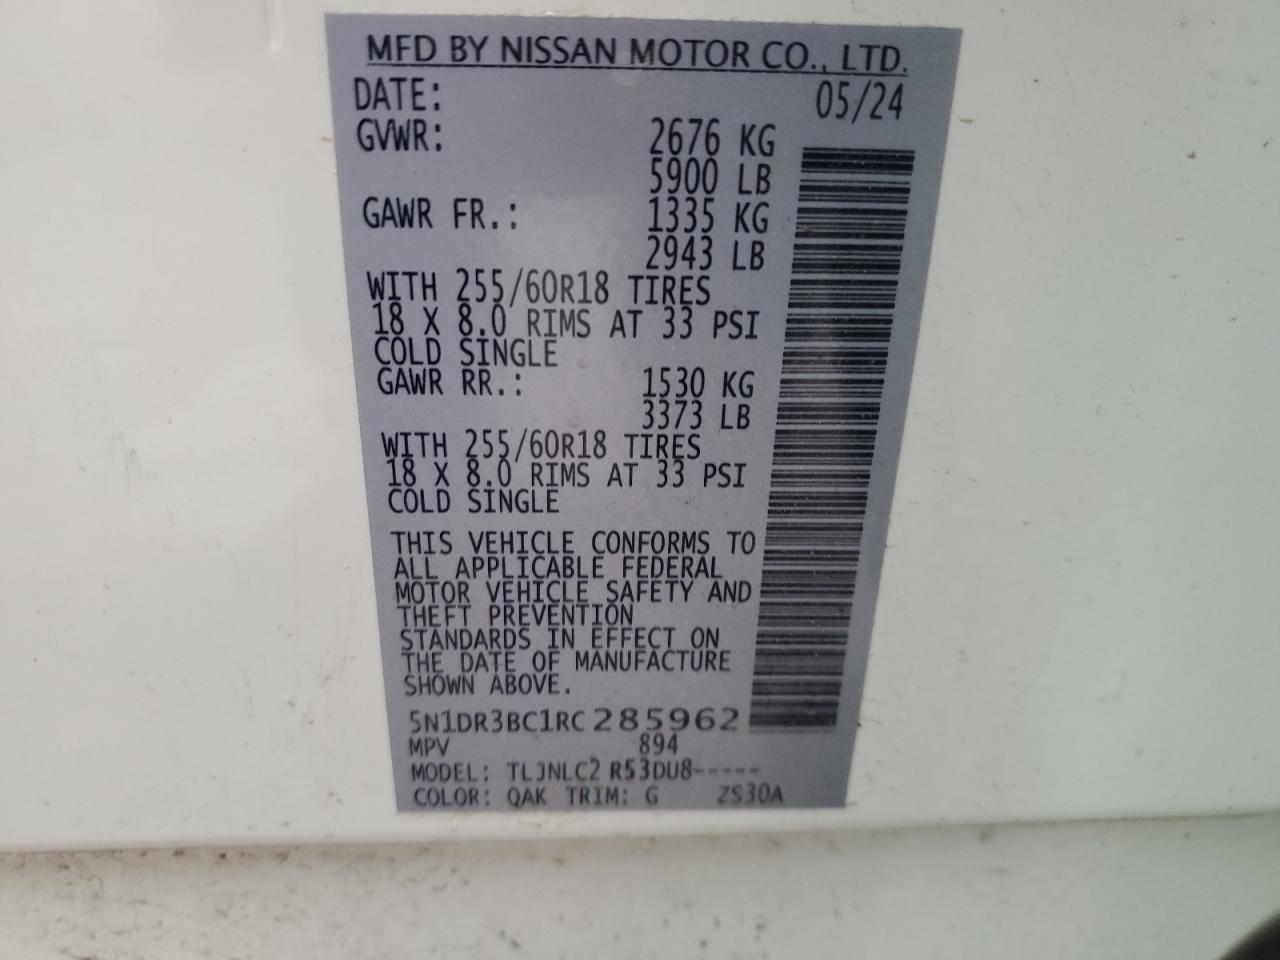 MFD BY NISSAN MOTOR CO., LTD.
DATE: 05/24
GVWR: 2676 KG
5900 LB
GAWR FR.: 1335 KG
2943 LB
WITH 255/60R18 TIRES
18 X 8.0 RIMS AT 33 PSI
COLD SINGLE
GAWR RR.: 1530 KG
3373 LB
WITH 255/60R18 TIRES
18 X 8.0 RIMS AT 33 PSI
COLD SINGLE
THIS VEHICLE CONFORMS TO
ALL APPLICABLE FEDERAL
MOTOR VEHICLE SAFETY AND
THEFT PREVENTION
STANDARDS IN EFFECT ON
THE DATE OF MANUFACTURE
SHOWN ABOVE.
5N1DR3BC1RC285962
MPV 894
MODEL: TLJNLC2 R53DU8-----
COLOR: QAK TRIM: G ZS30A